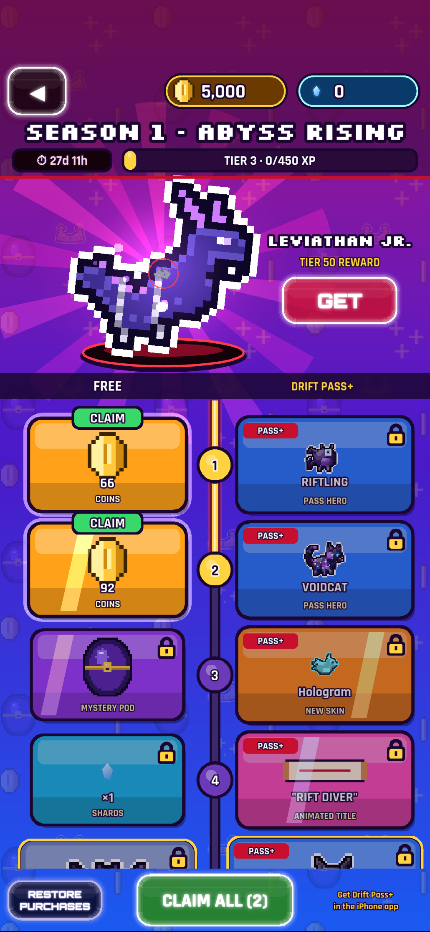 5,000
0
SEASON 1 - ABYSS RISING
27d 11h
TIER 3 · 0/450 XP
LEVIATHAN JR.
TIER 50 REWARD
GET
FREE
DRIFT PASS+
CLAIM
66
COINS
1
PASS+
RIFTLING
PASS HERO
CLAIM
92
COINS
2
PASS+
VOIDCAT
PASS HERO
MYSTERY POD
3
PASS+
Hologram
NEW SKIN
×1
SHARDS
4
PASS+
"RIFT DIVER"
ANIMATED TITLE
PASS+
RESTORE
PURCHASES
CLAIM ALL (2)
Get Drift Pass+
in the iPhone app